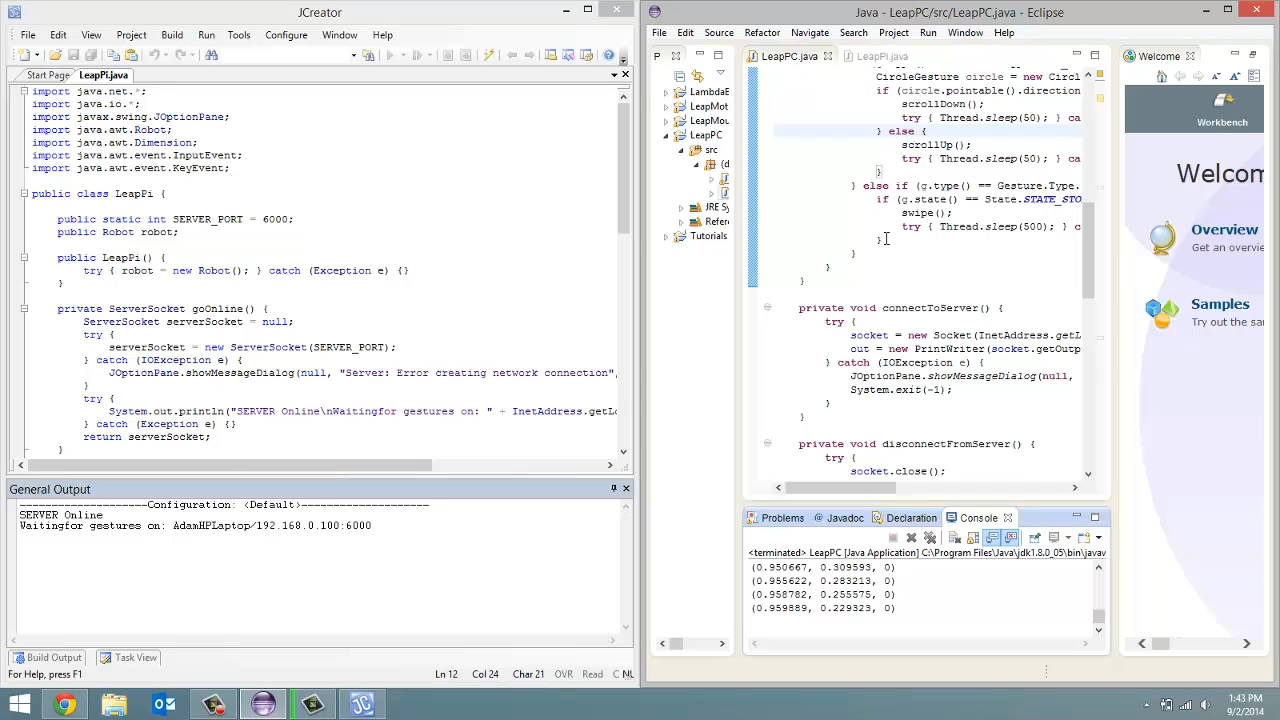 JCreator
File Edit View Project Build Run Tools Configure Window Help
Start Page LeapPi.java
import java.net.*;
import java.io.*;
import javax.swing.JOptionPane;
import java.awt.Robot;
import java.awt.Dimension;
import java.awt.event.InputEvent;
import java.awt.event.KeyEvent;
public class LeapPi {
public static int SERVER_PORT = 6000;
public Robot robot;
public LeapPi() {
try { robot = new Robot(); } catch (Exception e) {}
}
private ServerSocket goOnline() {
ServerSocket serverSocket = null;
try {
serverSocket = new ServerSocket(SERVER_PORT);
} catch (IOException e) {
JOptionPane.showMessageDialog(null, "Server: Error creating network connection",
}
try {
System.out.println("SERVER Online\nWaitingfor gestures on: " + InetAddress.getLo
} catch (Exception e) {}
return serverSocket;
}
General Output
--------------------Configuration: <Default>--------------------
SERVER Online
Waitingfor gestures on: AdamHPLaptop/192.168.0.100:6000
Build Output Task View
For Help, press F1
Ln 12 Col 24 Char 21 OVR Read CAP NU
Java - LeapPC/src/LeapPC.java - Eclipse
File Edit Source Refactor Navigate Search Project Run Window Help
P
LambdaE
LeapMot
LeapMou
LeapPC
src
(d
JRE Sy
Refere
Tutorials
LeapPC.java LeapPi.java
CircleGesture circle = new Circl
if (circle.pointable().direction
scrollDown();
try { Thread.sleep(50); } ca
} else {
scrollUp();
try { Thread.sleep(50); } ca
}
} else if (g.type() == Gesture.Type.
if (g.state() == State.STATE_STO
swipe();
try { Thread.sleep(500); } c
}
}
}
}
private void connectToServer() {
try {
socket = new Socket(InetAddress.getL
out = new PrintWriter(socket.getOutp
} catch (IOException e) {
JOptionPane.showMessageDialog(null,
System.exit(-1);
}
}
private void disconnectFromServer() {
try {
socket.close();
Problems Javadoc Declaration Console
<terminated> LeapPC [Java Application] C:\Program Files\Java\jdk1.8.0_05\bin\javav
(0.950667, 0.309593, 0)
(0.955622, 0.283213, 0)
(0.958782, 0.255575, 0)
(0.959889, 0.229323, 0)
Welcome
Workbench
Welcom
Overview
Get an overvie
Samples
Try out the sa
1:43 PM
9/2/2014